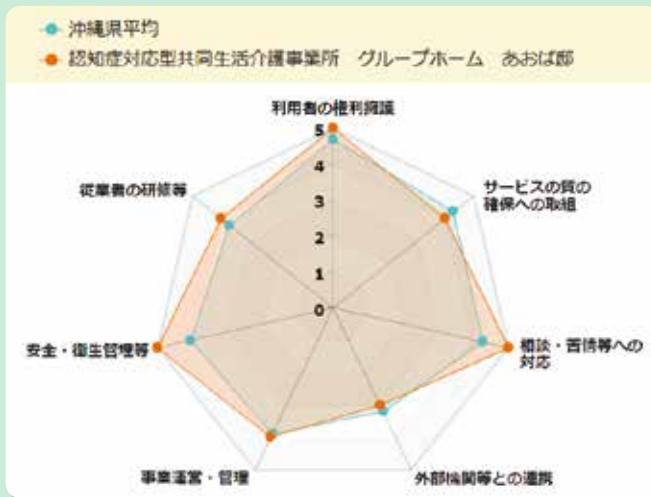 沖縄県平均
認知症対応型共同生活介護事業所　グループホーム　あおば邸
利用者の権利擁護
従業者の研修等
サービスの質の
確保への取組
5
4
3
2
1
0
安全・衛生管理等
相談・苦情等への
対応
事業運営・管理
外部機関等との連携